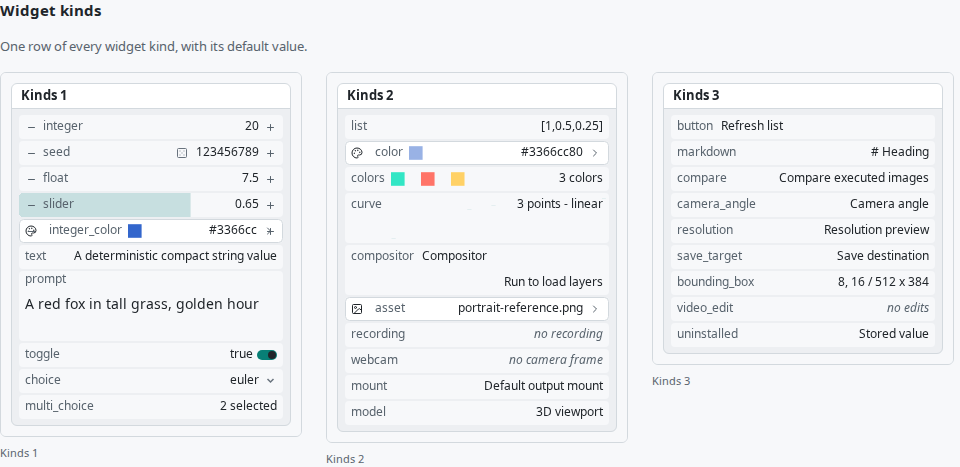 Widget kinds
One row of every widget kind, with its default value.
Kinds 1
− integer 20 +
seed 123456789 +
− float 7.5 +
− slider 0.65 +
integer_color #3366cc +
text A deterministic compact string value
prompt
A red fox in tall grass, golden hour
toggle true
choice euler
multi_choice 2 selected
Kinds 1
Kinds 2
list [1,0.5,0.25]
color #3366cc80
colors 3 colors
curve 3 points - linear
compositor Compositor
Run to load layers
asset portrait-reference.png
recording no recording
webcam no camera frame
mount Default output mount
model 3D viewport
Kinds 2
Kinds 3
button Refresh list
markdown # Heading
compare Compare executed images
camera_angle Camera angle
resolution Resolution preview
save_target Save destination
bounding_box 8, 16 / 512 x 384
video_edit no edits
uninstalled Stored value
Kinds 3